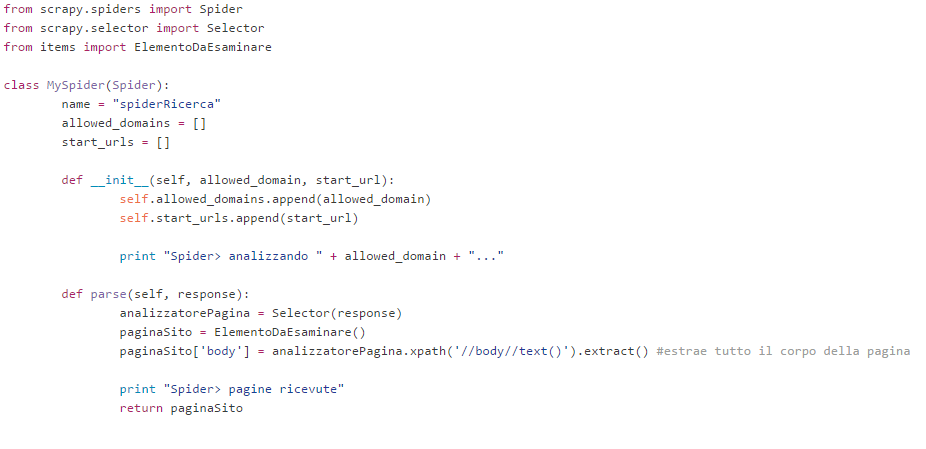 from scrapy.spiders import Spider
from scrapy.selector import Selector
from items import ElementoDaEsaminare

class MySpider(Spider):
        name = "spiderRicerca"
        allowed_domains = []
        start_urls = []

        def __init__(self, allowed_domain, start_url):
                self.allowed_domains.append(allowed_domain)
                self.start_urls.append(start_url)

                print "Spider> analizzando " + allowed_domain + "..."

        def parse(self, response):
                analizzatorePagina = Selector(response)
                paginaSito = ElementoDaEsaminare()
                paginaSito['body'] = analizzatorePagina.xpath('//body//text()').extract() #estrae tutto il corpo della pagina

                print "Spider> pagine ricevute"
                return paginaSito